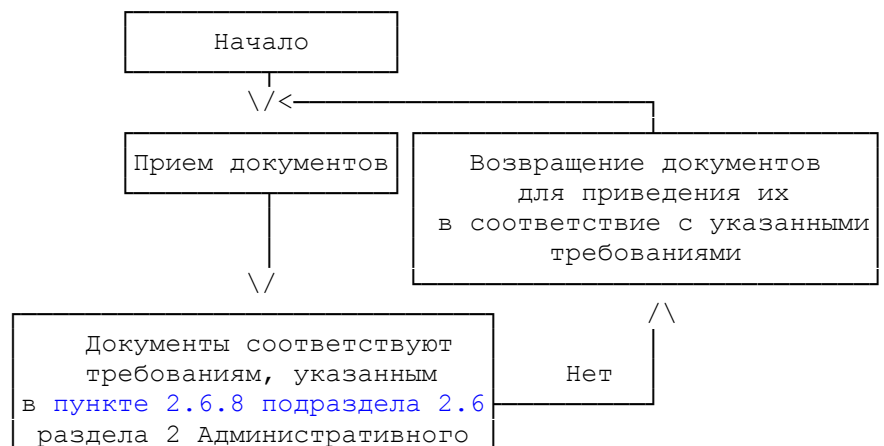 Начало
Прием документов
Возвращение документов
для приведения их
в соответствие с указанными
требованиями
Документы соответствуют
требованиям, указанным
в пункте 2.6.8 подраздела 2.6
раздела 2 Административного
Нет